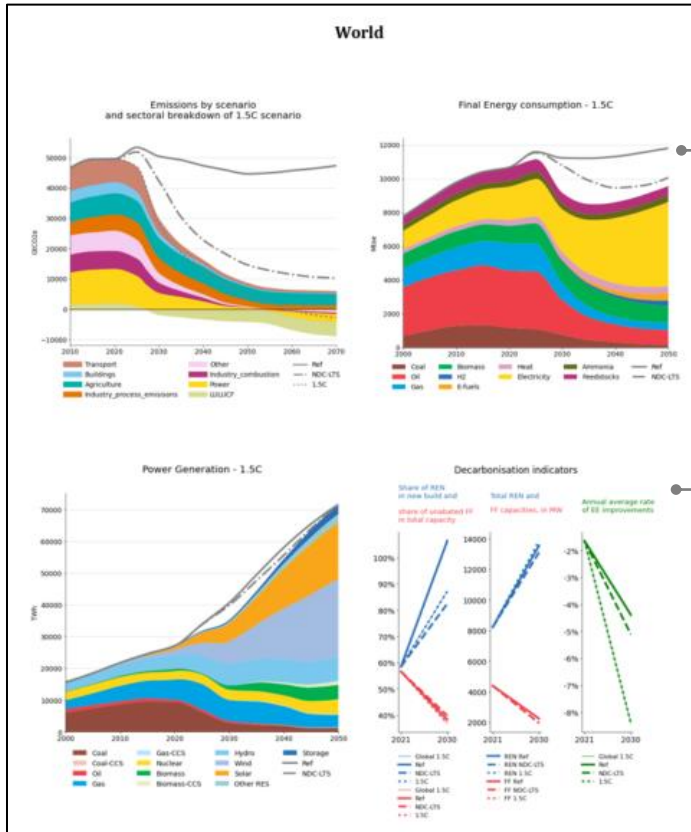 World
Emissions by scenario
and sectoral breakdown of 1.5C scenario
50000
40000
30000
20000
10000
0
−10000
2010 2020 2030 2040 2050 2060 2070
Transport
Buildings
Agriculture
Industry_process_emissions
Other
Industry_combustion
Power
LULUCF
Ref
NDC-LTS
1.5C
Final Energy consumption - 1.5C
12000
10000
8000
6000
4000
2000
0
Mtoe
2000 2010 2020 2030 2040 2050
Coal
Oil
Gas
Biomass
H2
E-fuels
Heat
Electricity
Ammonia
Feedstocks
Ref
NDC-LTS
Power Generation - 1.5C
70000
60000
50000
40000
30000
20000
10000
0
TWh
2000 2010 2020 2030 2040 2050
Coal
Coal-CCS
Oil
Gas
Gas-CCS
Nuclear
Biomass
Biomass-CCS
Hydro
Wind
Solar
Other RES
Storage
Ref
NDC-LTS
Decarbonisation indicators
Share of REN
in new build and
share of unabated FF
in total capacity
100%
90%
80%
70%
60%
50%
40%
2021 2030
Global 1.5C
Ref
NDC-LTS
1.5C
Global 1.5C
Ref
NDC-LTS
1.5C
Total REN and
FF capacities, in MW
14000
12000
10000
8000
6000
4000
2000
2021 2030
REN Ref
REN NDC-LTS
REN 1.5C
FF Ref
FF NDC-LTS
FF 1.5C
Annual average rate
of EE improvements
-2%
-3%
-4%
-5%
-6%
-7%
-8%
2021 2030
Global 1.5C
Ref
NDC-LTS
1.5C